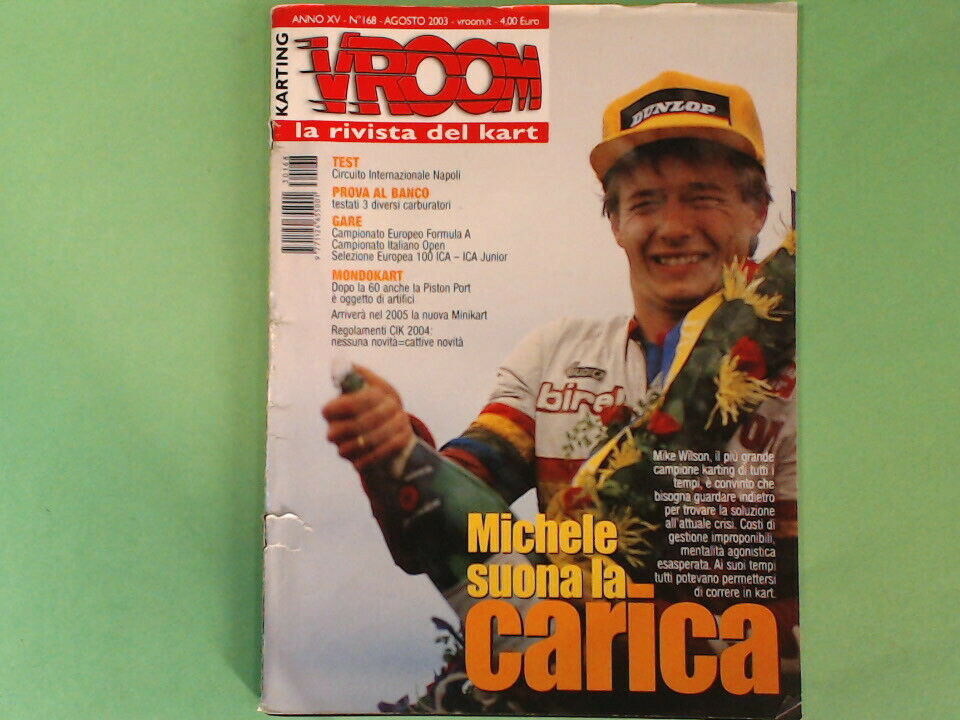 ANNO XV - N° 168 - AGOSTO 2003 - vroom.it - 4,00 Euro
KARTING
VROOM
la rivista del kart
DUNLOP
TEST
Circuito Internazionale Napoli
PROVA AL BANCO
testati 3 diversi carburatori
GARE
Campionato Europeo Formula A
Campionato Italiano Open
Selezione Europea 100 ICA – ICA Junior
MONDOKART
Dopo la 60 anche la Piston Port
è oggetto di artifici
Arriverà nel 2005 la nuova Minikart
Regolamenti CIK 2004:
nessuna novità=cattive novità
30168
birel
Mike Wilson, il più grande
campione karting di tutti i
tempi, è convinto che
bisogna guardare indietro
per trovare la soluzione
all'attuale crisi. Costi di
gestione improponibili,
mentalità agonistica
esasperata. Ai suoi tempi
tutti potevano permettersi
di correre in kart.
Michele
suona la
carica